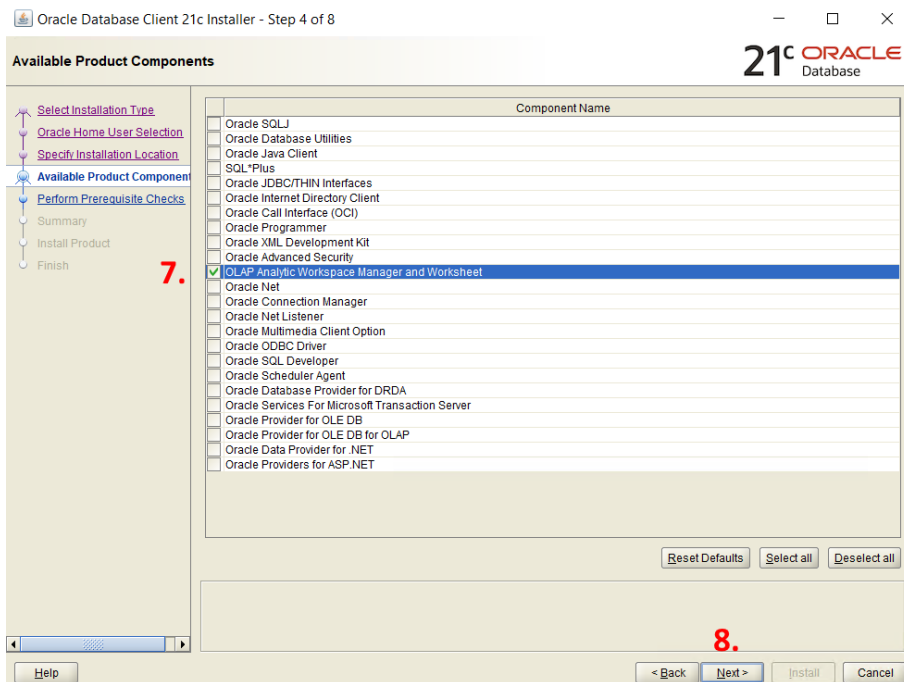 Oracle Database Client 21c Installer - Step 4 of 8
Available Product Components
21c ORACLE
Database
Select Installation Type
Oracle Home User Selection
Specify Installation Location
Available Product Component
Perform Prerequisite Checks
Summary
Install Product
Finish
7.
Component Name
Oracle SQLJ
Oracle Database Utilities
Oracle Java Client
SQL*Plus
Oracle JDBC/THIN Interfaces
Oracle Internet Directory Client
Oracle Call Interface (OCI)
Oracle Programmer
Oracle XML Development Kit
Oracle Advanced Security
OLAP Analytic Workspace Manager and Worksheet
Oracle Net
Oracle Connection Manager
Oracle Net Listener
Oracle Multimedia Client Option
Oracle ODBC Driver
Oracle SQL Developer
Oracle Scheduler Agent
Oracle Database Provider for DRDA
Oracle Services For Microsoft Transaction Server
Oracle Provider for OLE DB
Oracle Provider for OLE DB for OLAP
Oracle Data Provider for .NET
Oracle Providers for ASP.NET
Reset Defaults Select all Deselect all
8.
Help < Back Next > Install Cancel